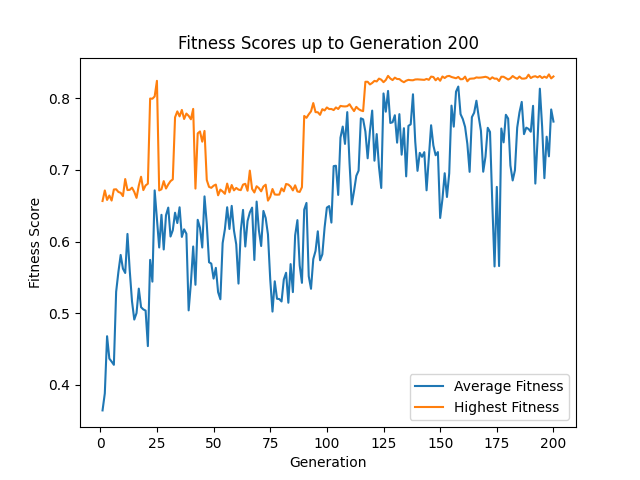 Fitness Scores up to Generation 200
Fitness Score
0.8
0.7
0.6
0.5
0.4
0 25 50 75 100 125 150 175 200
Generation
Average Fitness
Highest Fitness